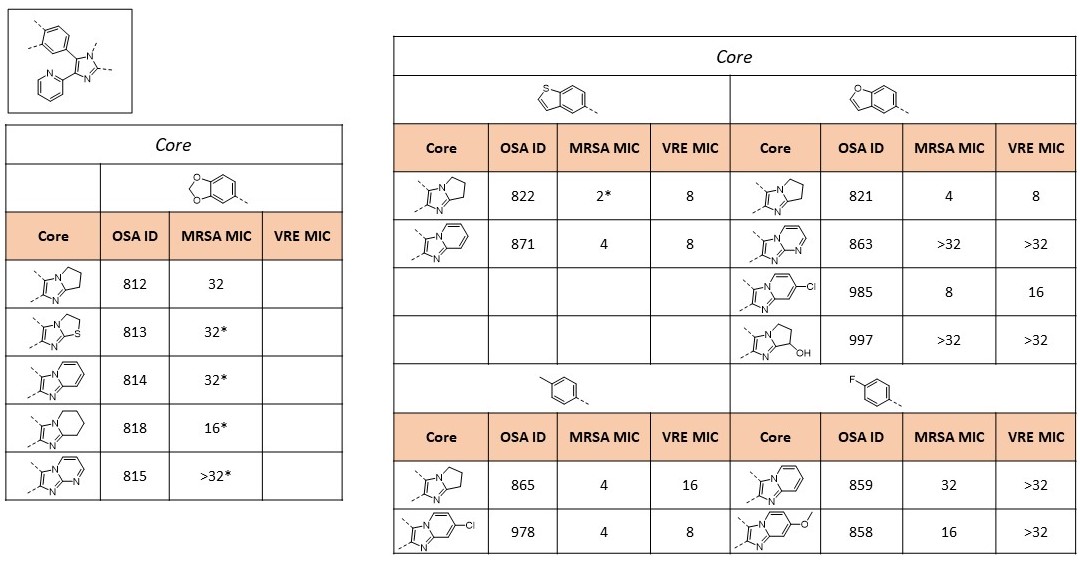 N
N
N
Core
O
O
Core OSA ID MRSA MIC VRE MIC
N
N
812 32
N
N
S
813 32*
N
N
814 32*
N
N
818 16*
N
N
N
815 >32*
Core
S
O
Core OSA ID MRSA MIC VRE MIC Core OSA ID MRSA MIC VRE MIC
N
N
822 2* 8
N
N
821 4 8
N
N
871 4 8
N
N
N
863 >32 >32
N
N
Cl
985 8 16
N
N
OH
997 >32 >32
F
Core OSA ID MRSA MIC VRE MIC Core OSA ID MRSA MIC VRE MIC
N
N
865 4 16
N
N
859 32 >32
N
N
Cl
978 4 8
N
N
O
858 16 >32